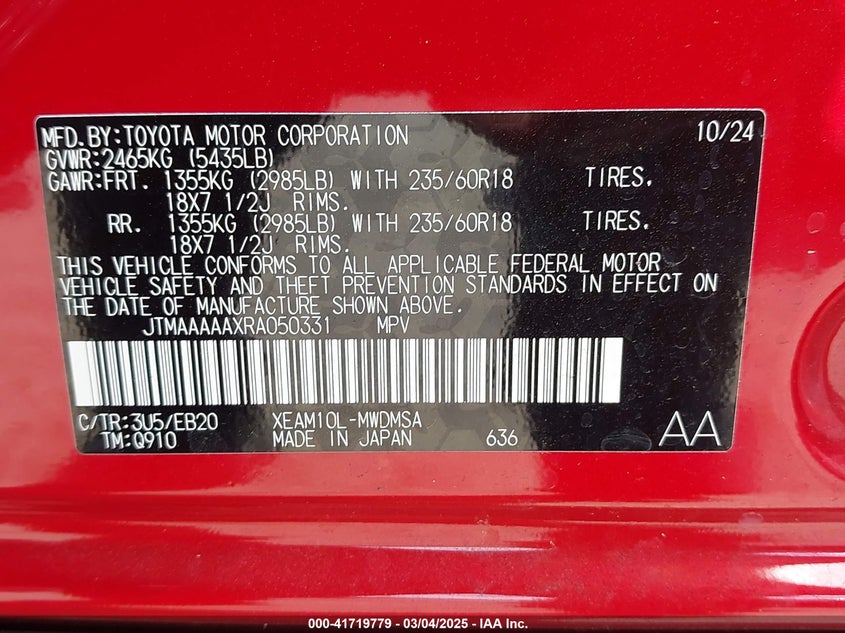 MFD.BY:TOYOTA MOTOR CORPORATION 10/24
GVWR:2465KG (5435LB)
GAWR:FRT. 1355KG (2985LB) WITH 235/60R18 TIRES.
18X7 1/2J RIMS.
RR. 1355KG (2985LB) WITH 235/60R18 TIRES.
18X7 1/2J RIMS.
THIS VEHICLE CONFORMS TO ALL APPLICABLE FEDERAL MOTOR
VEHICLE SAFETY AND THEFT PREVENTION STANDARDS IN EFFECT ON
THE DATE OF MANUFACTURE SHOWN ABOVE.
JTMAAAAAXRA050331 MPV
C/TR:3U5/EB20 XEAM10L-MWDMSA
TM:Q910 MADE IN JAPAN 636 AA
000-41719779 - 03/04/2025 - IAA Inc.